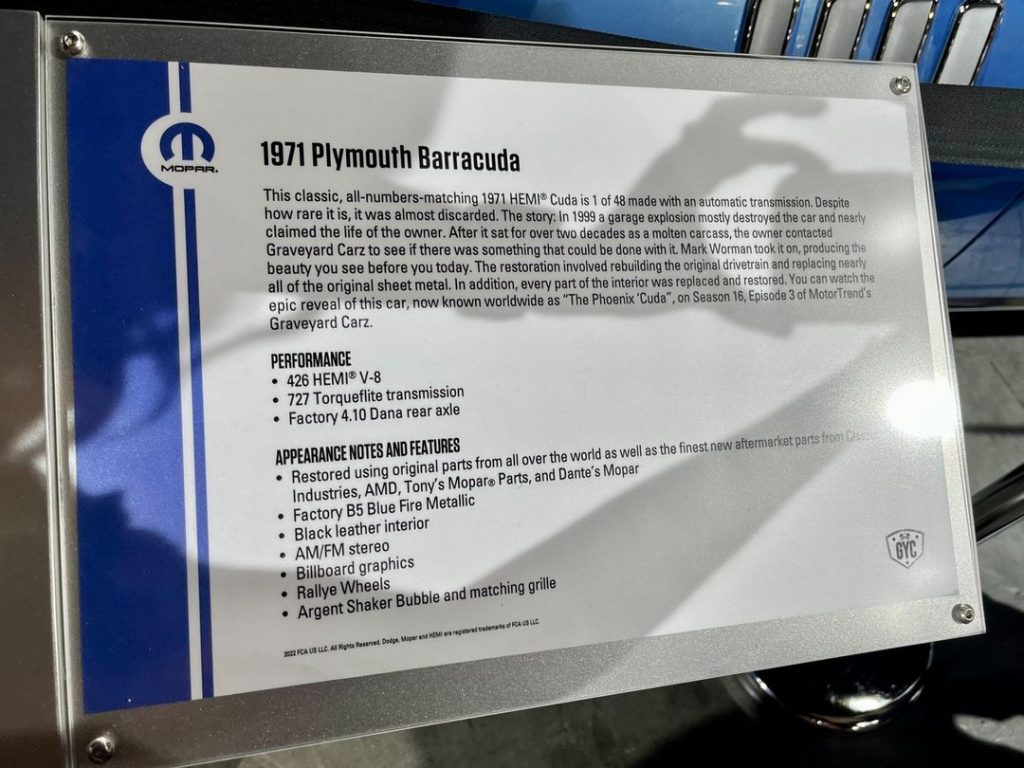 MOPAR®
1971 Plymouth Barracuda
This classic, all-numbers-matching 1971 HEMI® Cuda is 1 of 48 made with an automatic transmission. Despite
how rare it is, it was almost discarded. The story: In 1999 a garage explosion mostly destroyed the car and nearly
claimed the life of the owner. After it sat for over two decades as a molten carcass, the owner contacted
Graveyard Carz to see if there was something that could be done with it. Mark Worman took it on, producing the
beauty you see before you today. The restoration involved rebuilding the original drivetrain and replacing nearly
all of the original sheet metal. In addition, every part of the interior was replaced and restored. You can watch the
epic reveal of this car, now known worldwide as “The Phoenix ‘Cuda”, on Season 16, Episode 3 of MotorTrend’s
Graveyard Carz.
PERFORMANCE
• 426 HEMI® V-8
• 727 Torqueflite transmission
• Factory 4.10 Dana rear axle
APPEARANCE NOTES AND FEATURES
• Restored using original parts from all over the world as well as the finest new aftermarket parts from Classic
Industries, AMD, Tony’s Mopar® Parts, and Dante’s Mopar
• Factory B5 Blue Fire Metallic
• Black leather interior
• AM/FM stereo
• Billboard graphics
• Rallye Wheels
• Argent Shaker Bubble and matching grille
GYC
2022 FCA US LLC. All Rights Reserved. Dodge, Mopar and HEMI are registered trademarks of FCA US LLC.